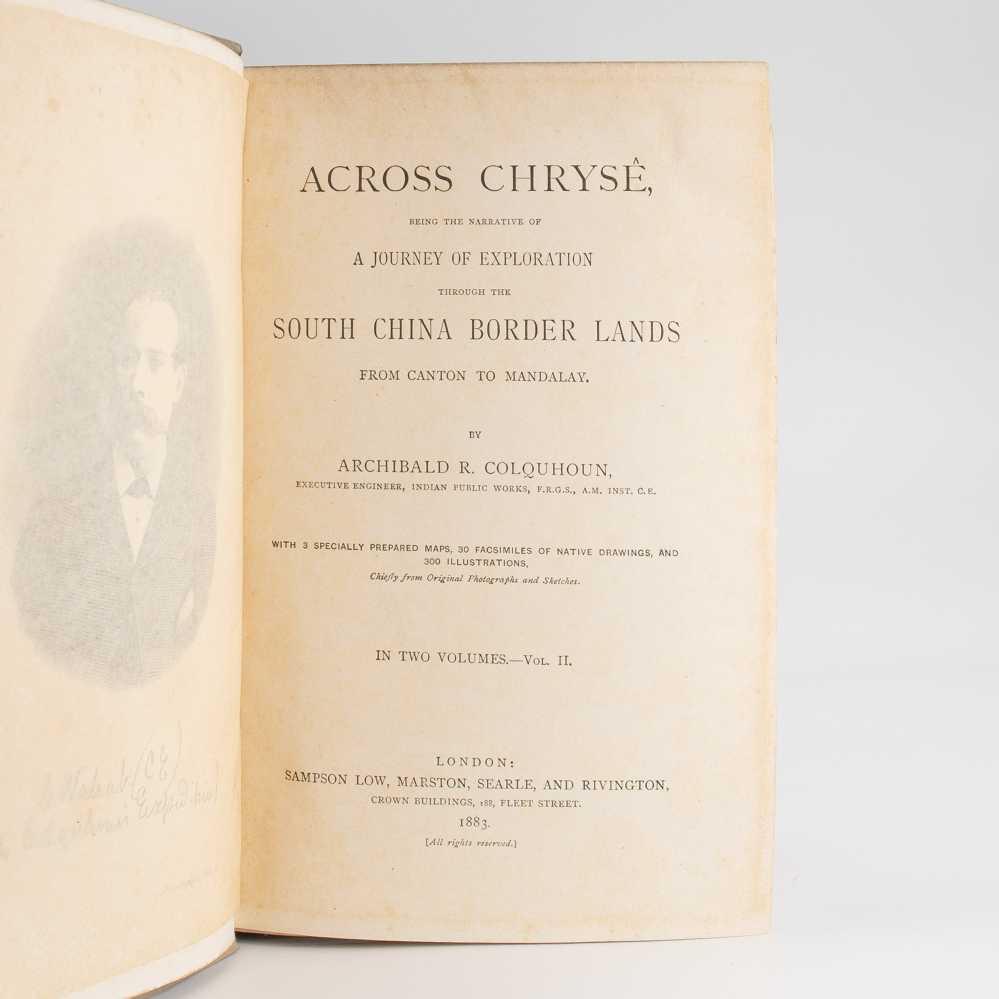 ACROSS CHRYSÊ,
BEING THE NARRATIVE OF
A JOURNEY OF EXPLORATION
THROUGH THE
SOUTH CHINA BORDER LANDS
FROM CANTON TO MANDALAY.
BY
ARCHIBALD R. COLQUHOUN,
EXECUTIVE ENGINEER, INDIAN PUBLIC WORKS, F.R.G.S., A.M. INST. C.E.
WITH 3 SPECIALLY PREPARED MAPS, 30 FACSIMILES OF NATIVE DRAWINGS, AND
300 ILLUSTRATIONS,
Chiefly from Original Photographs and Sketches.
IN TWO VOLUMES.—VOL. II.
LONDON:
SAMPSON LOW, MARSTON, SEARLE, AND RIVINGTON,
CROWN BUILDINGS, 188, FLEET STREET.
1883.
[All rights reserved.]
(CE)
Colquhoun's Expedition)